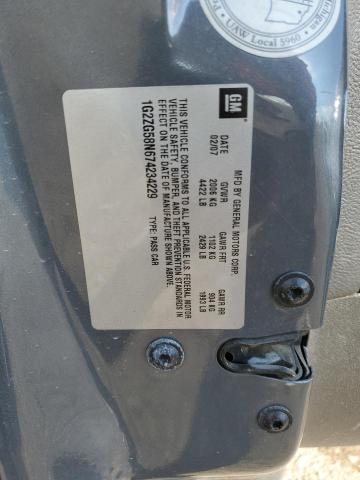 GM
MFD BY GENERAL MOTORS CORP.
DATE GVWR GAWR FRT GAWR RR
02/07 2006 KG 1102 KG 904 KG
4422 LB 2429 LB 1993 LB
THIS VEHICLE CONFORMS TO ALL APPLICABLE U.S. FEDERAL MOTOR
VEHICLE SAFETY, BUMPER, AND THEFT PREVENTION STANDARDS IN
EFFECT ON THE DATE OF MANUFACTURE SHOWN ABOVE.
1G2ZG58N674234229 TYPE: PASS CAR
UAW Local 5960
Michigan